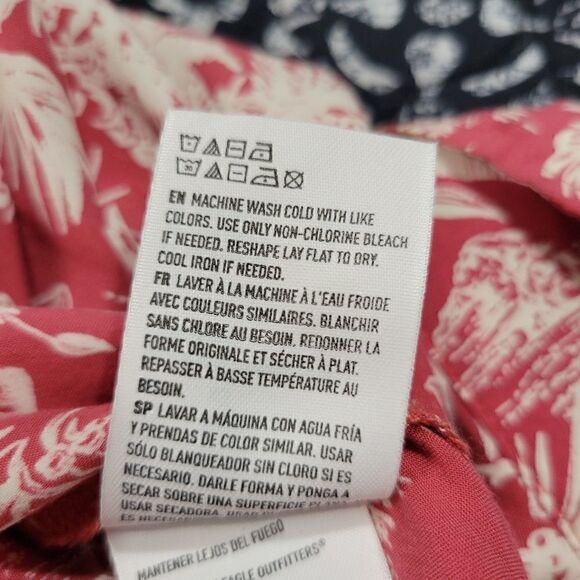 EN MACHINE WASH COLD WITH LIKE
COLORS. USE ONLY NON-CHLORINE BLEACH
IF NEEDED. RESHAPE LAY FLAT TO DRY.
COOL IRON IF NEEDED.
FR LAVER À LA MACHINE À L'EAU FROIDE
AVEC COULEURS SIMILAIRES. BLANCHIR
SANS CHLORE AU BESOIN. REDONNER LA
FORME ORIGINALE ET SÉCHER À PLAT.
REPASSER À BASSE TEMPÉRATURE AU
BESOIN.
SP LAVAR A MÁQUINA CON AGUA FRÍA
Y PRENDAS DE COLOR SIMILAR. USAR
SÓLO BLANQUEADOR SIN CLORO SI ES
NECESARIO. DARLE FORMA Y PONGA A
SECAR SOBRE UNA SUPERFICIE PLANA
USAR SECADORA. USAR
ES NECESARIO
MANTENER LEJOS DEL FUEGO
EAGLE OUTFITTERS®